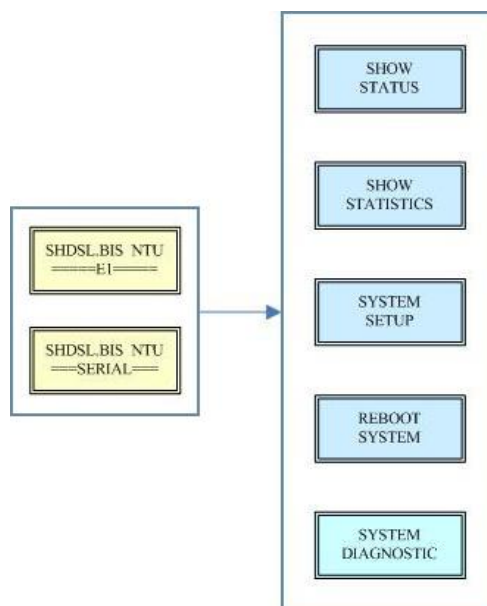 SHDSL.BIS NTU
=====E1=====
SHDSL.BIS NTU
===SERIAL===
SHOW
STATUS
SHOW
STATISTICS
SYSTEM
SETUP
REBOOT
SYSTEM
SYSTEM
DIAGNOSTIC